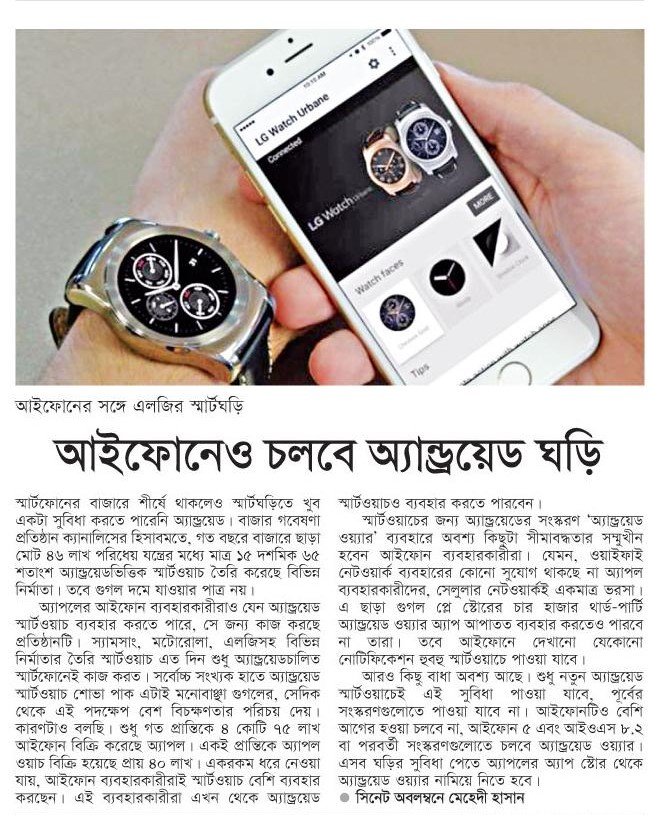 10:10 AM
100%
LG Watch Urbane
Connected
LG Watch Urbane
MORE
Watch faces
Tips
আইফোনের সঙ্গে এলজির স্মার্টঘড়ি
আইফোনেও চলবে অ্যান্ড্রয়েড ঘড়ি
স্মার্টফোনের বাজারে শীর্ষে থাকলেও স্মার্টঘড়িতে খুব
একটা সুবিধা করতে পারেনি অ্যান্ড্রয়েড। বাজার গবেষণা
প্রতিষ্ঠান ক্যানালিসের হিসাবমতে, গত বছরে বাজারে ছাড়া
মোট ৪৬ লাখ পরিধেয় যন্ত্রের মধ্যে মাত্র ১৫ দশমিক ৬৫
শতাংশ অ্যান্ড্রয়েডভিত্তিক স্মার্টওয়াচ তৈরি করেছে বিভিন্ন
নির্মাতা। তবে গুগল দমে যাওয়ার পাত্র নয়।
অ্যাপলের আইফোন ব্যবহারকারীরাও যেন অ্যান্ড্রয়েড
স্মার্টওয়াচ ব্যবহার করতে পারে, সে জন্য কাজ করছে
প্রতিষ্ঠানটি। স্যামসাং, মটোরোলা, এলজিসহ বিভিন্ন
নির্মাতার তৈরি স্মার্টওয়াচ এত দিন শুধু অ্যান্ড্রয়েডচালিত
স্মার্টফোনেই কাজ করত। সর্বোচ্চ সংখ্যক হাতে অ্যান্ড্রয়েড
স্মার্টওয়াচ শোভা পাক এটাই মনোবাঞ্ছা গুগলের, সেদিক
থেকে এই পদক্ষেপ বেশ বিচক্ষণতার পরিচয় দেয়।
কারণটাও বলছি। শুধু গত প্রান্তিকে ৪ কোটি ৭৫ লাখ
আইফোন বিক্রি করেছে অ্যাপল। একই প্রান্তিকে অ্যাপল
ওয়াচ বিক্রি হয়েছে প্রায় ৪০ লাখ। একরকম ধরে নেওয়া
যায়, আইফোন ব্যবহারকারীরাই স্মার্টওয়াচ বেশি ব্যবহার
করছেন। এই ব্যবহারকারীরা এখন থেকে অ্যান্ড্রয়েড
স্মার্টওয়াচও ব্যবহার করতে পারবেন।
স্মার্টওয়াচের জন্য অ্যান্ড্রয়েডের সংস্করণ ‘অ্যান্ড্রয়েড
ওয়্যার’ ব্যবহারে অবশ্য কিছুটা সীমাবদ্ধতার সম্মুখীন
হবেন আইফোন ব্যবহারকারীরা। যেমন, ওয়াইফাই
নেটওয়ার্ক ব্যবহারের কোনো সুযোগ থাকছে না অ্যাপল
ব্যবহারকারীদের, সেলুলার নেটওয়ার্কই একমাত্র ভরসা।
এ ছাড়া গুগল প্লে স্টোরের চার হাজার থার্ড-পার্টি
অ্যান্ড্রয়েড ওয়্যার অ্যাপ আপাতত ব্যবহার করতেও পারবে
না তারা। তবে আইফোনে দেখানো যেকোনো
নোটিফিকেশন হুবহু স্মার্টওয়াচে পাওয়া যাবে।
আরও কিছু বাধা অবশ্য আছে। শুধু নতুন অ্যান্ড্রয়েড
স্মার্টওয়াচেই এই সুবিধা পাওয়া যাবে, পূর্বের
সংস্করণগুলোতে পাওয়া যাবে না। আইফোনটিও বেশি
আগের হওয়া চলবে না, আইফোন ৫ এবং আইওএস ৮.২
বা পরবর্তী সংস্করণগুলোতে চলবে অ্যান্ড্রয়েড ওয়্যার।
এসব ঘড়ির সুবিধা পেতে অ্যাপলের অ্যাপ স্টোর থেকে
অ্যান্ড্রয়েড ওয়্যার নামিয়ে নিতে হবে।
● সিনেট অবলম্বনে মেহেদী হাসান